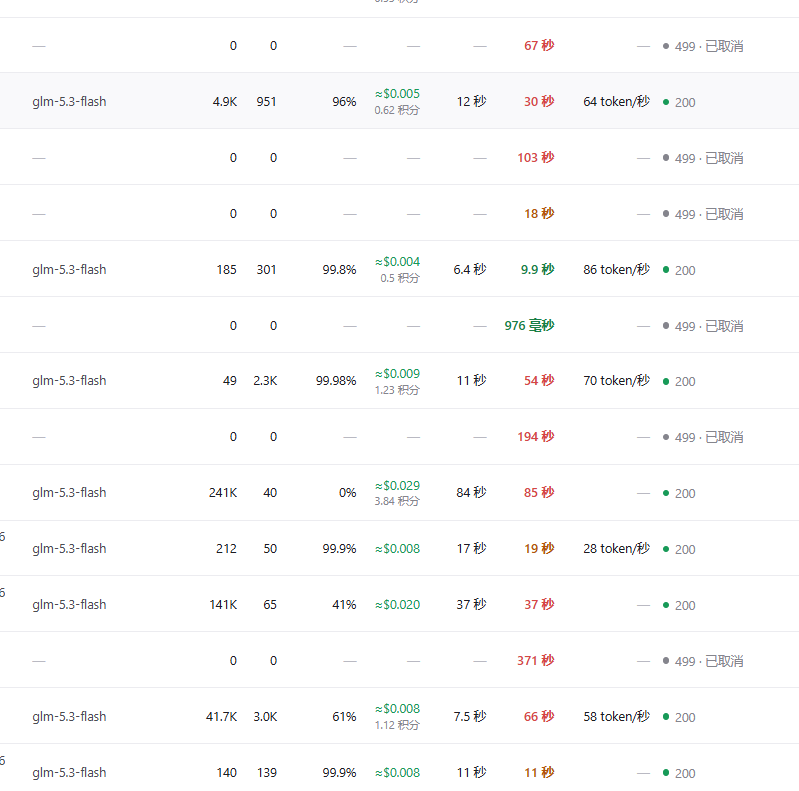 — 0 0 — — — 67 秒 — 499 · 已取消
glm-5.3-flash 4.9K 951 96% ≈$0.005 12 秒 30 秒 64 token/秒 200
0.62 积分
— 0 0 — — — 103 秒 — 499 · 已取消
— 0 0 — — — 18 秒 — 499 · 已取消
glm-5.3-flash 185 301 99.8% ≈$0.004 6.4 秒 9.9 秒 86 token/秒 200
0.5 积分
— 0 0 — — — 976 毫秒 — 499 · 已取消
glm-5.3-flash 49 2.3K 99.98% ≈$0.009 11 秒 54 秒 70 token/秒 200
1.23 积分
— 0 0 — — — 194 秒 — 499 · 已取消
glm-5.3-flash 241K 40 0% ≈$0.029 84 秒 85 秒 — 200
3.84 积分
6 glm-5.3-flash 212 50 99.9% ≈$0.008 17 秒 19 秒 28 token/秒 200
6 glm-5.3-flash 141K 65 41% ≈$0.020 37 秒 37 秒 — 200
— 0 0 — — — 371 秒 — 499 · 已取消
glm-5.3-flash 41.7K 3.0K 61% ≈$0.008 7.5 秒 66 秒 58 token/秒 200
1.12 积分
6 glm-5.3-flash 140 139 99.9% ≈$0.008 11 秒 11 秒 — 200